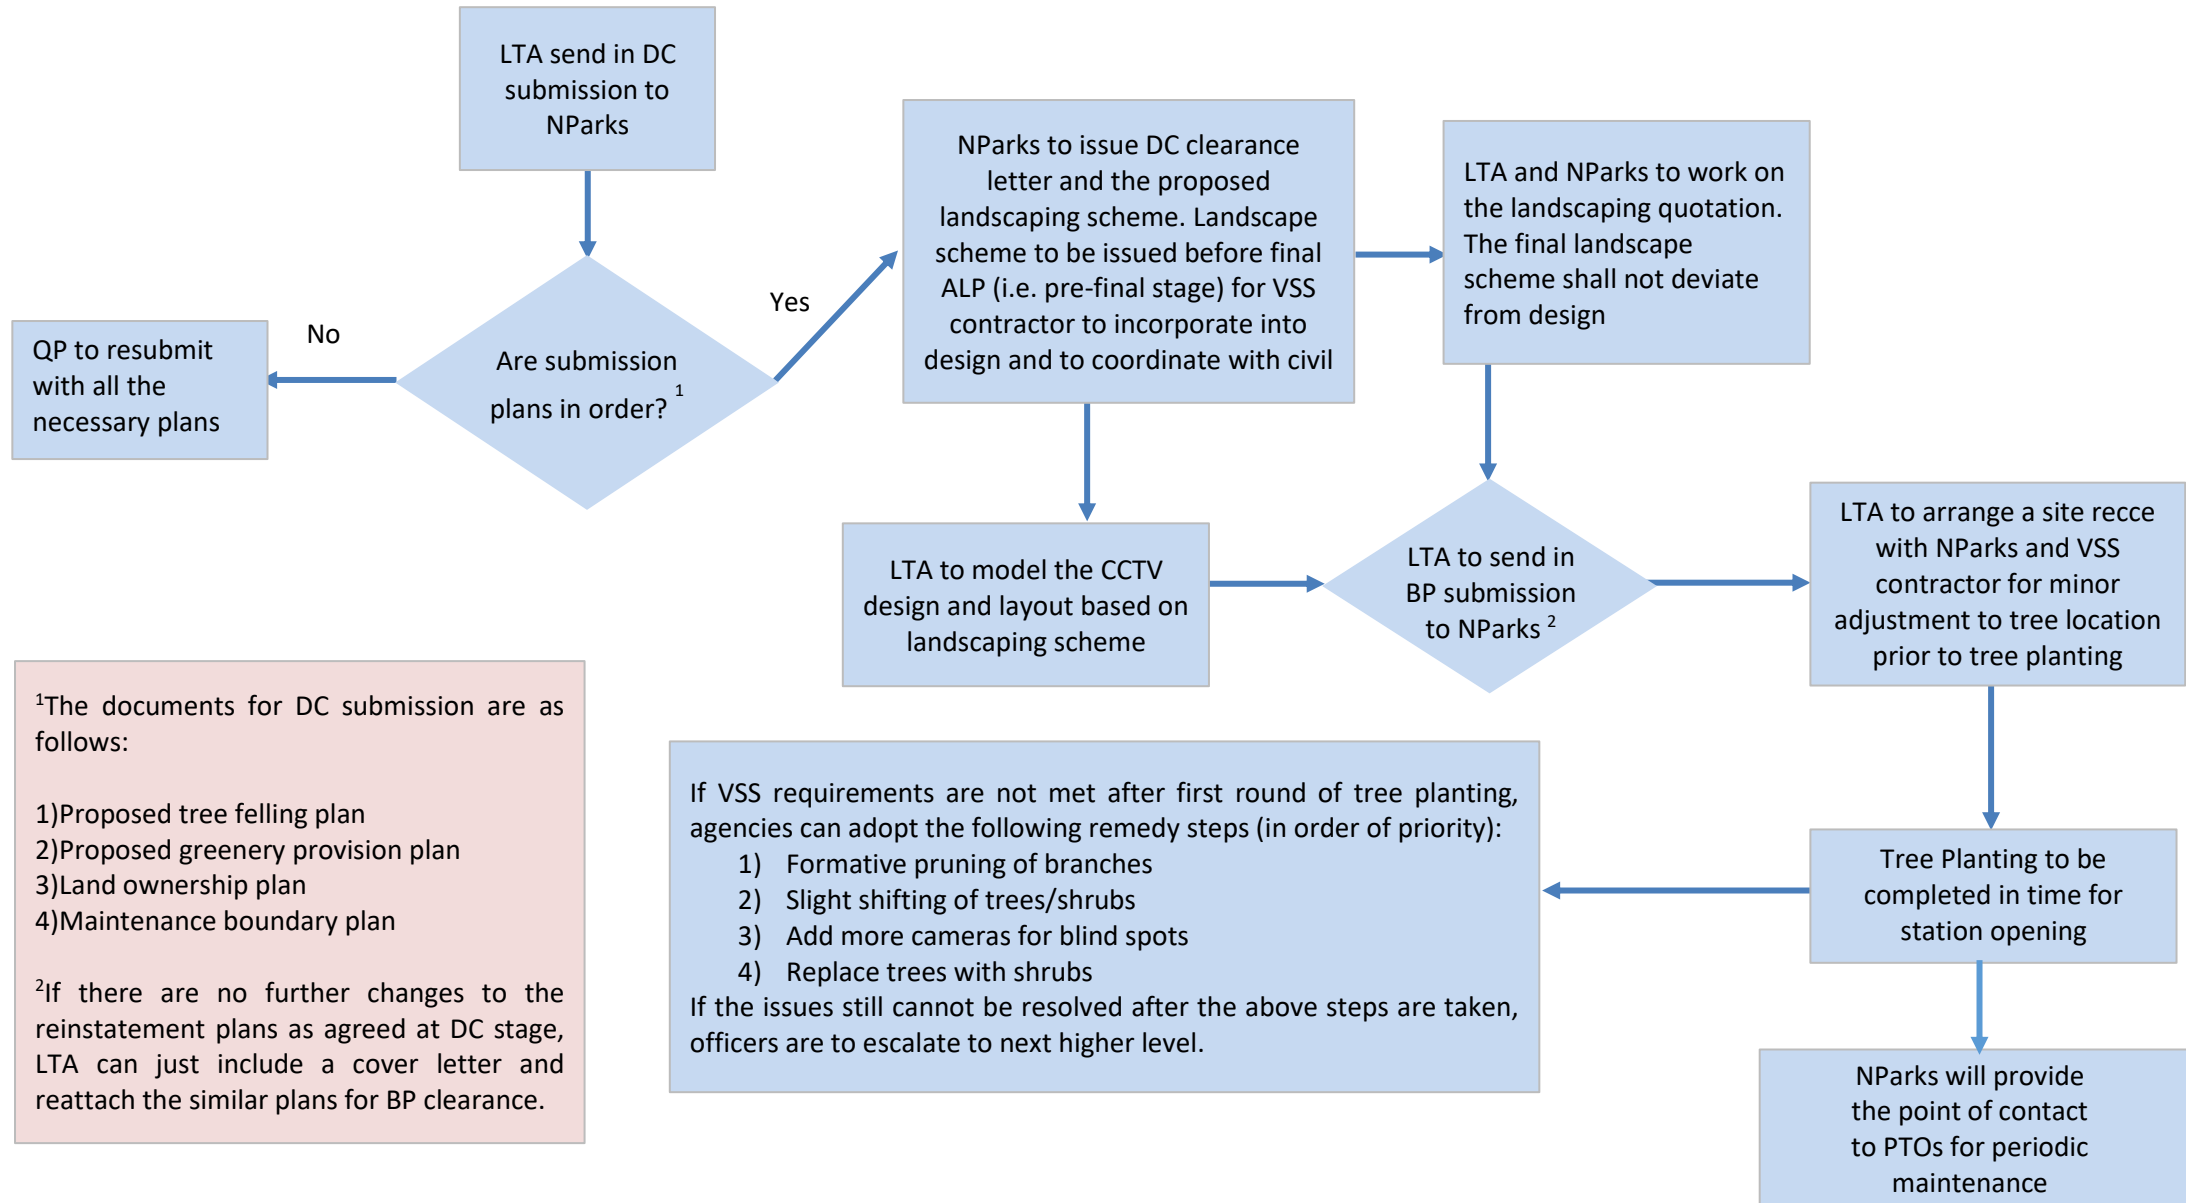 LTA send in DC
submission to
NParks
Are submission
plans in order? 1
No
QP to resubmit
with all the
necessary plans
Yes
NParks to issue DC clearance
letter and the proposed
landscaping scheme. Landscape
scheme to be issued before final
ALP (i.e. pre-final stage) for VSS
contractor to incorporate into
design and to coordinate with civil
LTA and NParks to work on
the landscaping quotation.
The final landscape
scheme shall not deviate
from design
LTA to model the CCTV
design and layout based on
landscaping scheme
LTA to send in
BP submission
to NParks 2
LTA to arrange a site recce
with NParks and VSS
contractor for minor
adjustment to tree location
prior to tree planting
Tree Planting to be
completed in time for
station opening
If VSS requirements are not met after first round of tree planting,
agencies can adopt the following remedy steps (in order of priority):
1) Formative pruning of branches
2) Slight shifting of trees/shrubs
3) Add more cameras for blind spots
4) Replace trees with shrubs
If the issues still cannot be resolved after the above steps are taken,
officers are to escalate to next higher level.
NParks will provide
the point of contact
to PTOs for periodic
maintenance
1The documents for DC submission are as
follows:
1)Proposed tree felling plan
2)Proposed greenery provision plan
3)Land ownership plan
4)Maintenance boundary plan
2If there are no further changes to the
reinstatement plans as agreed at DC stage,
LTA can just include a cover letter and
reattach the similar plans for BP clearance.